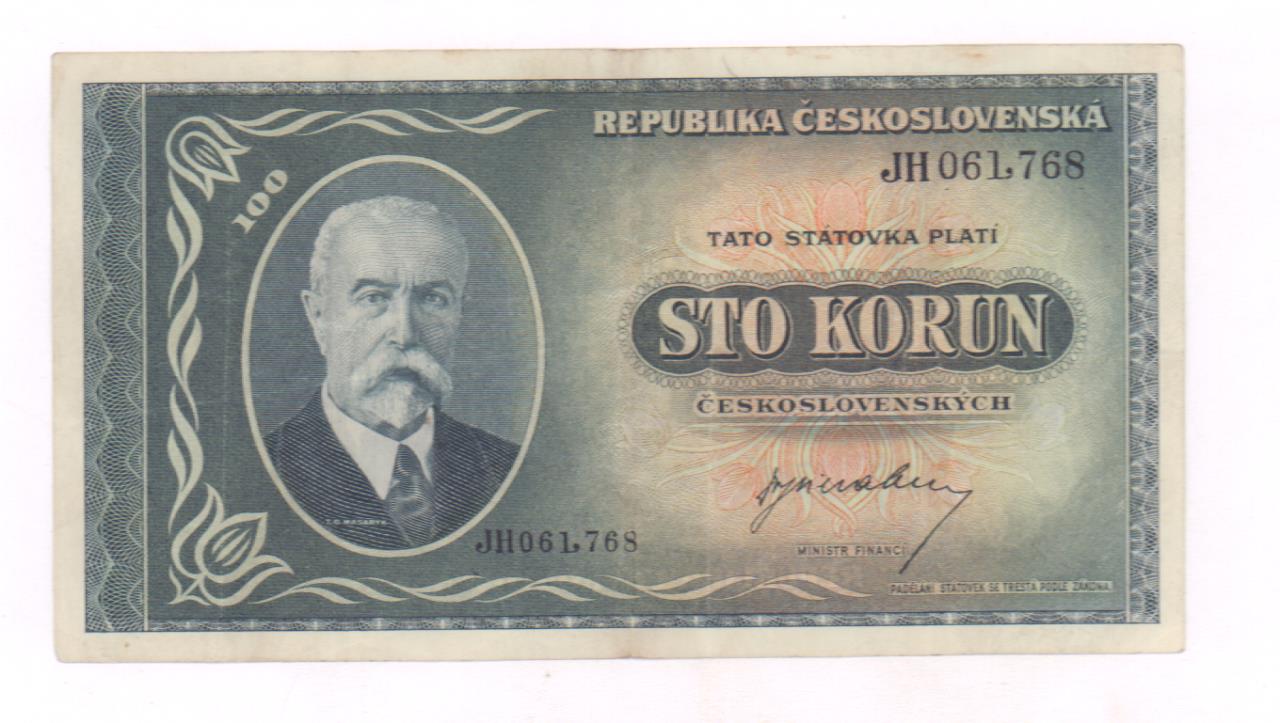 REPUBLIKA ČESKOSLOVENSKÁ
JH 061,768
100
TATO STÁTOVKA PLATÍ
STO KORUN
ČESKOSLOVENSKÝCH
T. G. MASARYK
JH 061,768
MINISTR FINANCÍ
PADĚLÁNÍ STÁTOVEK SE TRESTÁ PODLE ZÁKONA